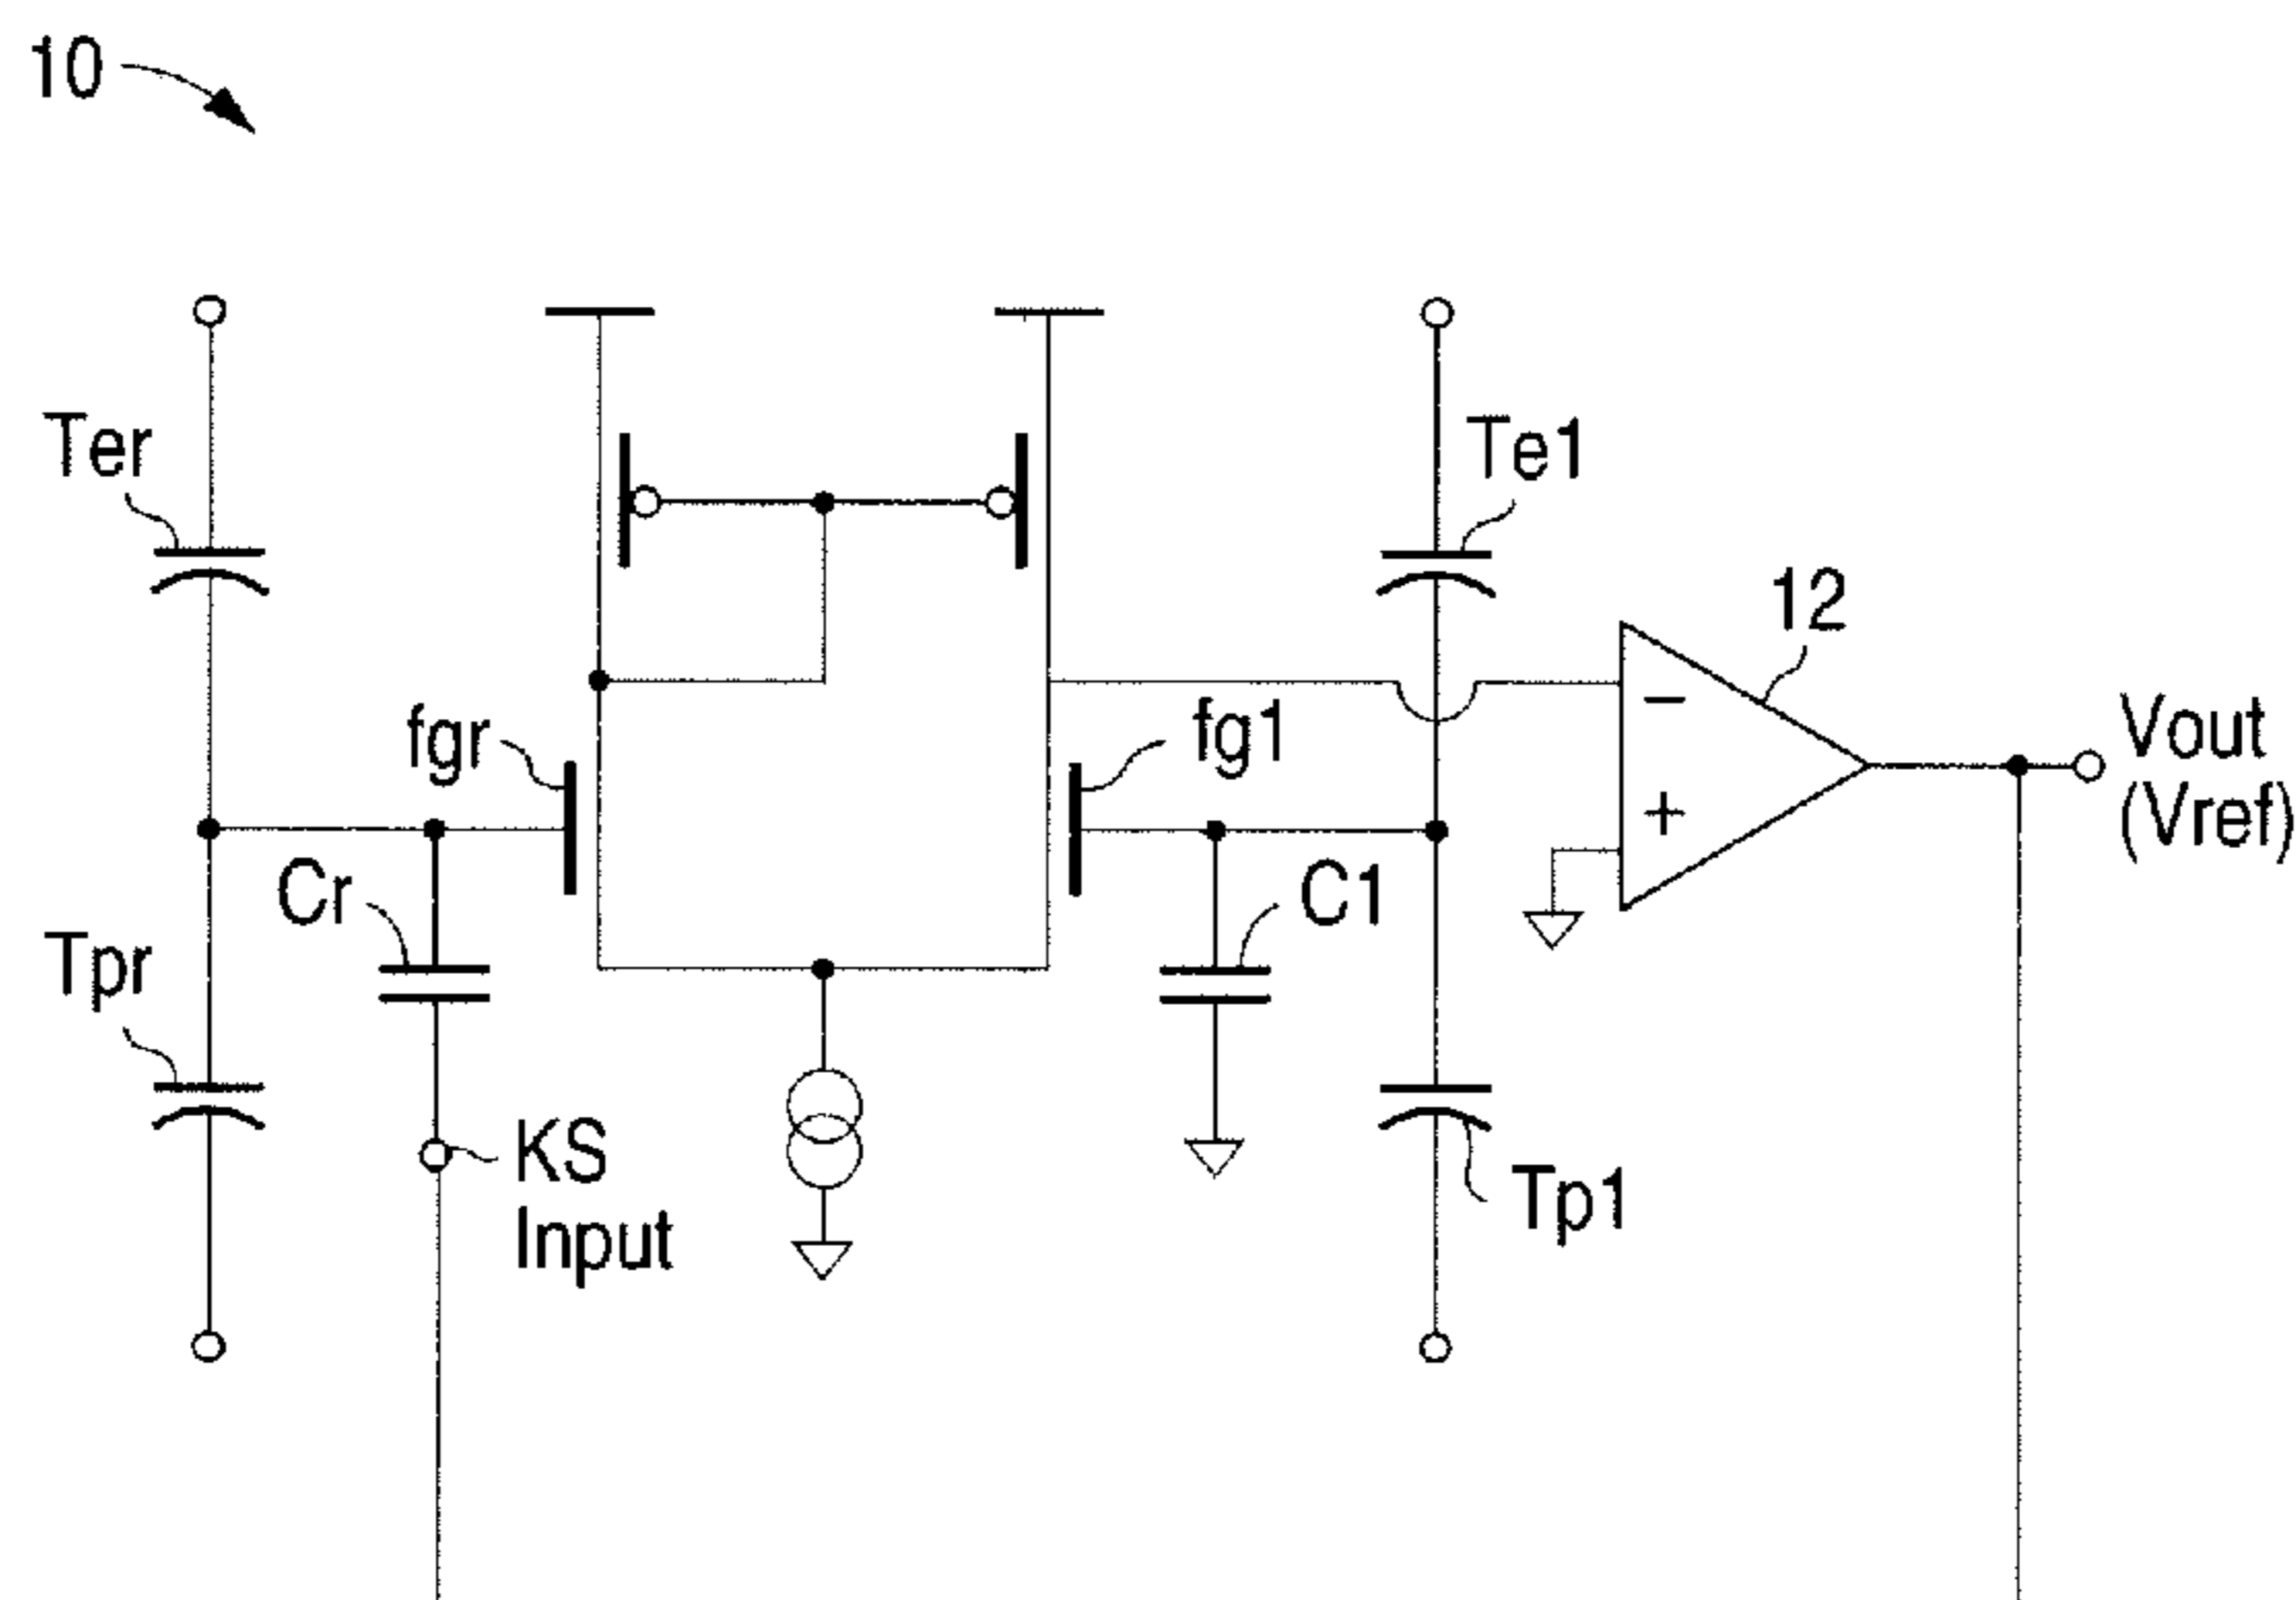 10
Ter
Te1
12
fgr
fg1
−
+
Vout
(Vref)
Cr
C1
Tpr
KS
Input
Tp1